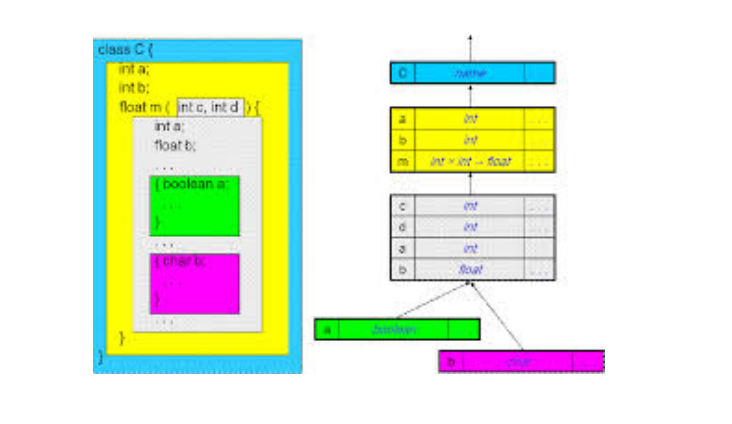 class C {
int a;
int b;
float m ( int c, int d ) {
int a;
float b;
...
{ boolean a;
...
}
...
{ char b;
...
}
...
}
}
C name
a int ...
b int
m int × int → float ...
c int ...
d int
a int
b float ...
a boolean
b char